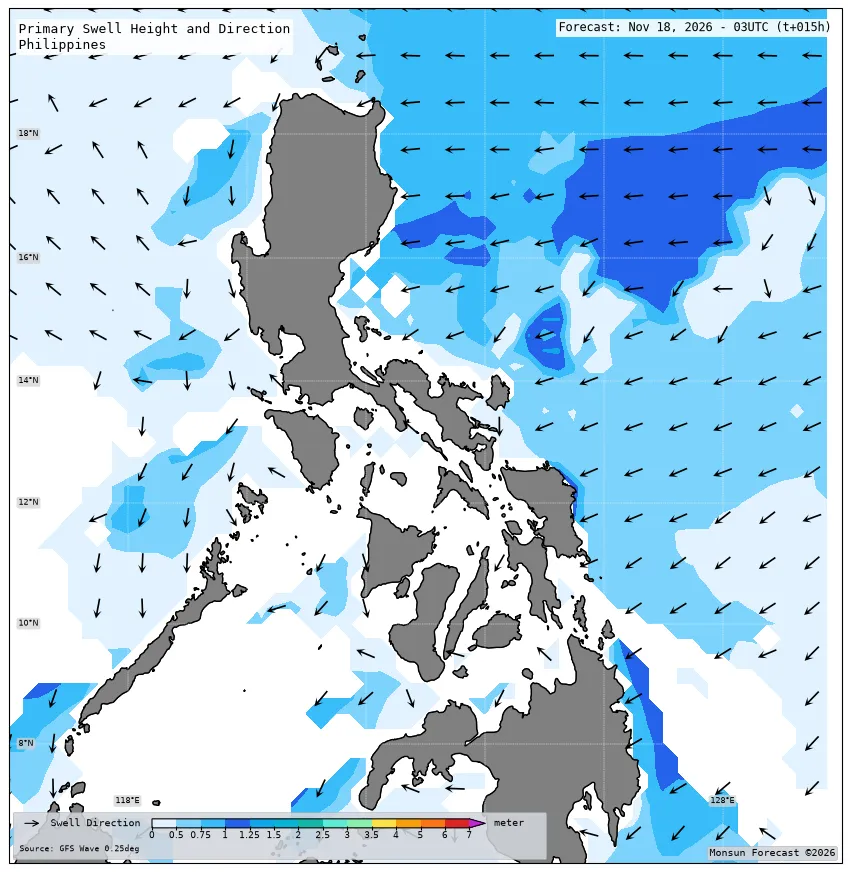 Primary Swell Height and Direction
Philippines
Forecast: Nov 18, 2026 - 03UTC (t+015h)
18°N
16°N
14°N
12°N
10°N
8°N
118°E
128°E
Swell Direction
0 0.5 0.75 1 1.25 1.5 2 2.5 3 3.5 4 5 6 7
meter
Source: GFS Wave 0.25deg
Monsun Forecast ©2026